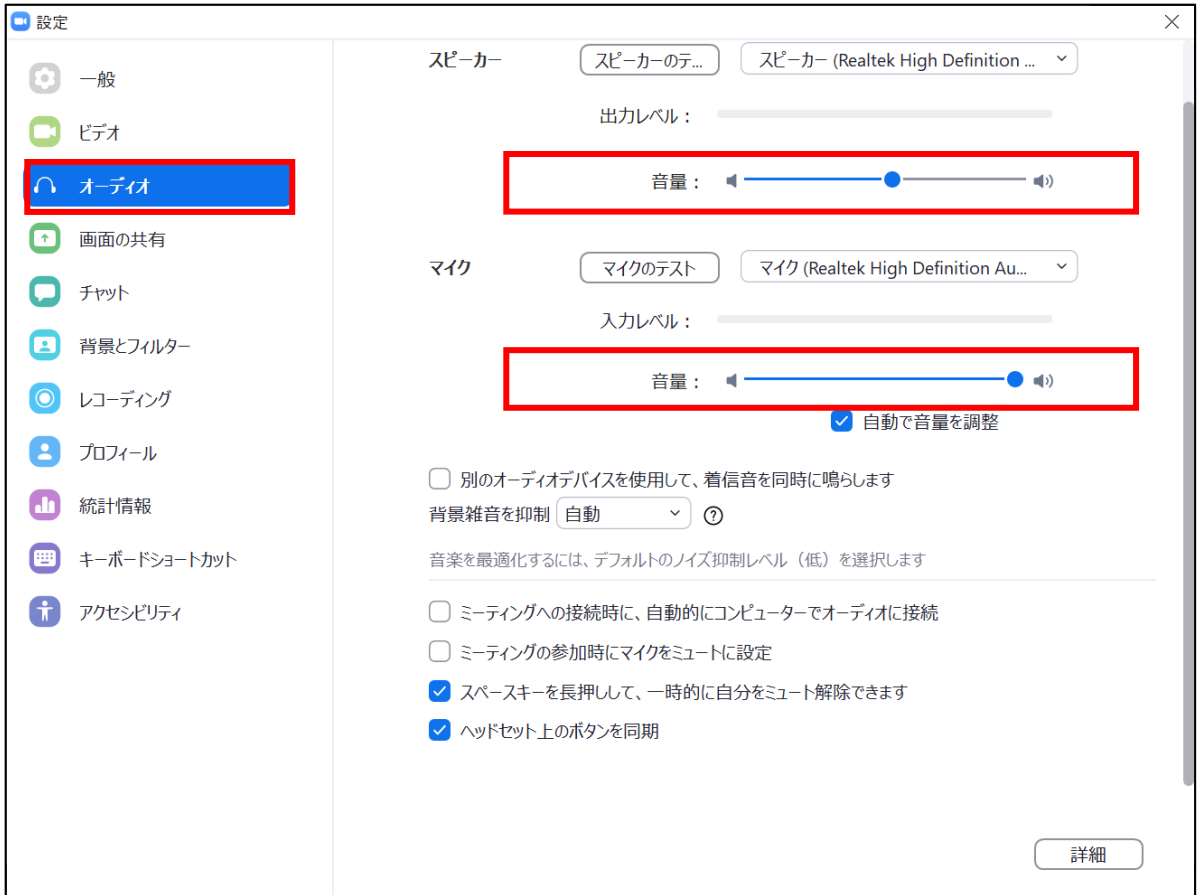 設定
一般
ビデオ
オーディオ
画面の共有
チャット
背景とフィルター
レコーディング
プロフィール
統計情報
キーボードショートカット
アクセシビリティ
スピーカー スピーカーのテ... スピーカー (Realtek High Definition ...
出力レベル：
音量：
マイク マイクのテスト マイク (Realtek High Definition Au...
入力レベル：
音量：
自動で音量を調整
別のオーディオデバイスを使用して、着信音を同時に鳴らします
背景雑音を抑制 自動 ?
音楽を最適化するには、デフォルトのノイズ抑制レベル（低）を選択します
ミーティングへの接続時に、自動的にコンピューターでオーディオに接続
ミーティングの参加時にマイクをミュートに設定
スペースキーを長押しして、一時的に自分をミュート解除できます
ヘッドセット上のボタンを同期
詳細